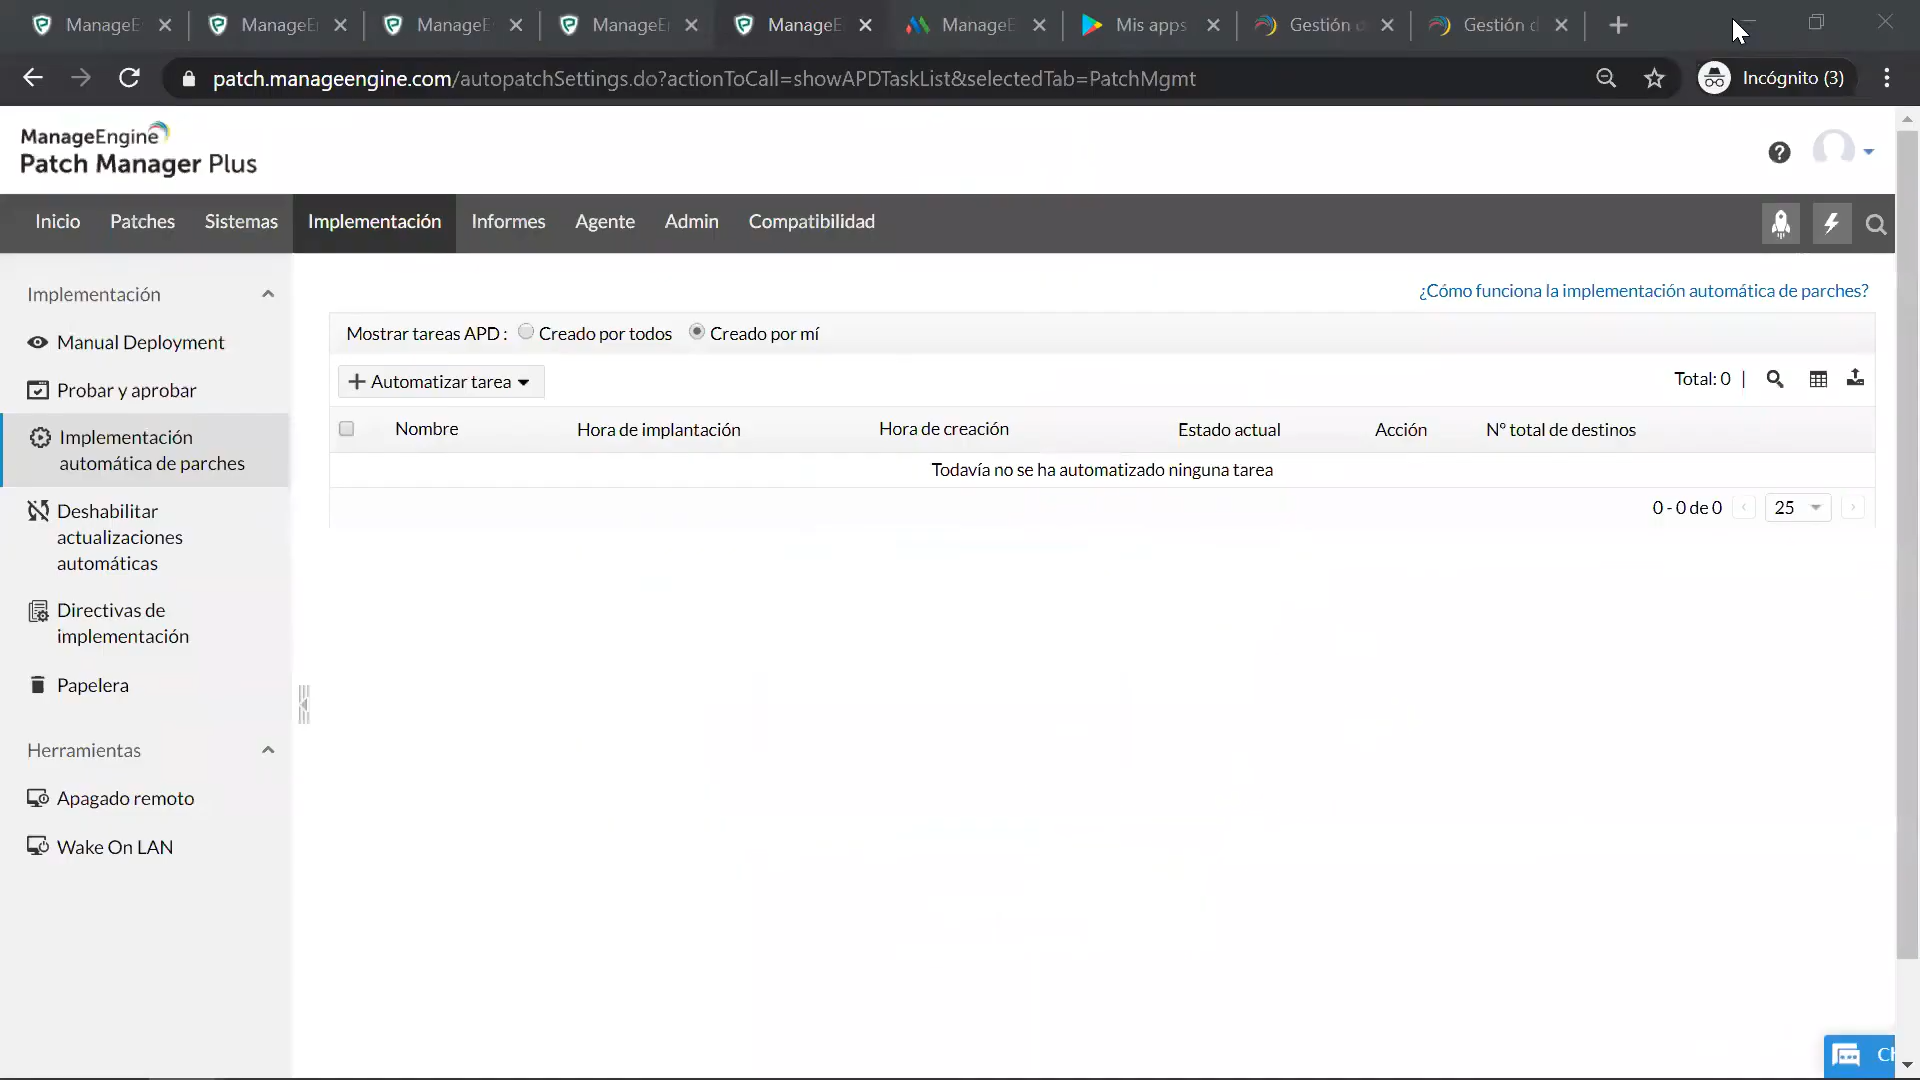 ManageE
ManageEi
ManageE
ManageEi
ManageE
ManageE
Mis apps
Gestión d
Gestión d
patch.manageengine.com/autopatchSettings.do?actionToCall=showAPDTaskList&selectedTab=PatchMgmt
Incógnito (3)
ManageEngine
Patch Manager Plus
Inicio
Patches
Sistemas
Implementación
Informes
Agente
Admin
Compatibilidad
Implementación
¿Cómo funciona la implementación automática de parches?
Manual Deployment
Mostrar tareas APD : Creado por todos Creado por mí
Probar y aprobar
Automatizar tarea
Total: 0 |
Implementación
automática de parches
Nombre
Hora de implantación
Hora de creación
Estado actual
Acción
Nº total de destinos
Todavía no se ha automatizado ninguna tarea
0 - 0 de 0
25
Deshabilitar
actualizaciones
automáticas
Directivas de
implementación
Papelera
Herramientas
Apagado remoto
Wake On LAN